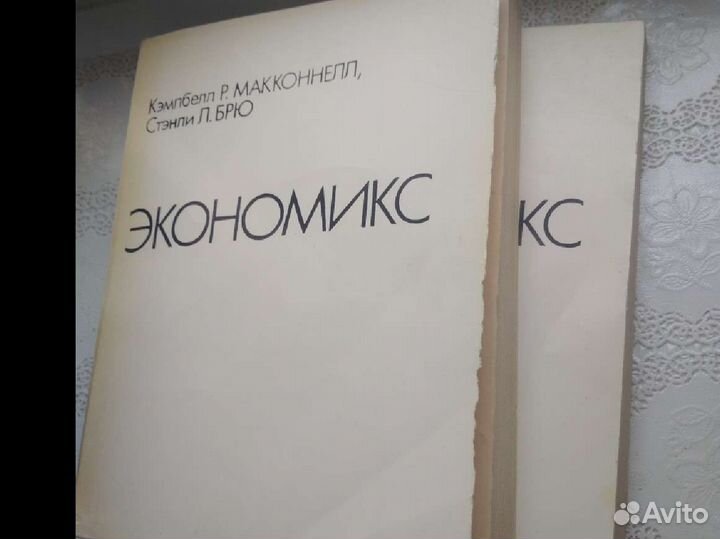 Кэмпбелл Р. МАККОННЕЛЛ,
Стэнли Л. БРЮ
ЭКОНОМИКС
КС
Avito